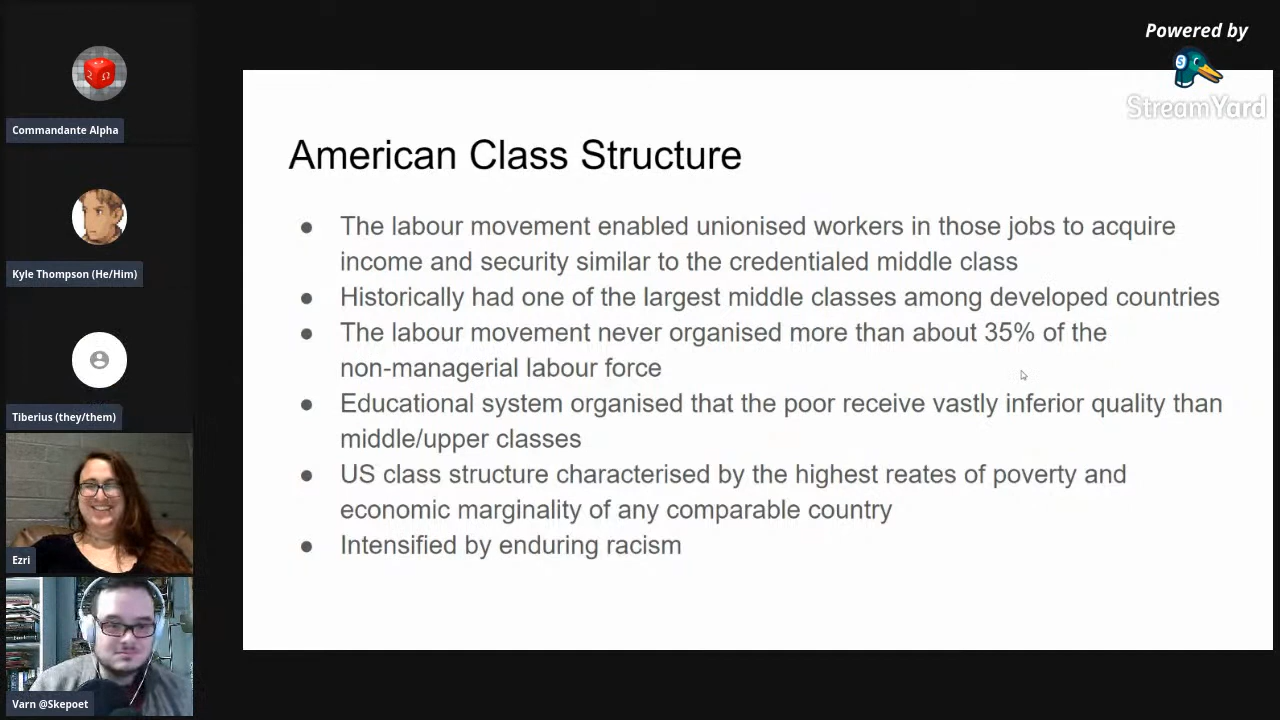 Powered by
StreamYard
Commandante Alpha
Kyle Thompson (He/Him)
Tiberius (they/them)
Ezri
Varn @Skepoet
American Class Structure
● The labour movement enabled unionised workers in those jobs to acquire
income and security similar to the credentialed middle class
● Historically had one of the largest middle classes among developed countries
● The labour movement never organised more than about 35% of the
non-managerial labour force
● Educational system organised that the poor receive vastly inferior quality than
middle/upper classes
● US class structure characterised by the highest reates of poverty and
economic marginality of any comparable country
● Intensified by enduring racism